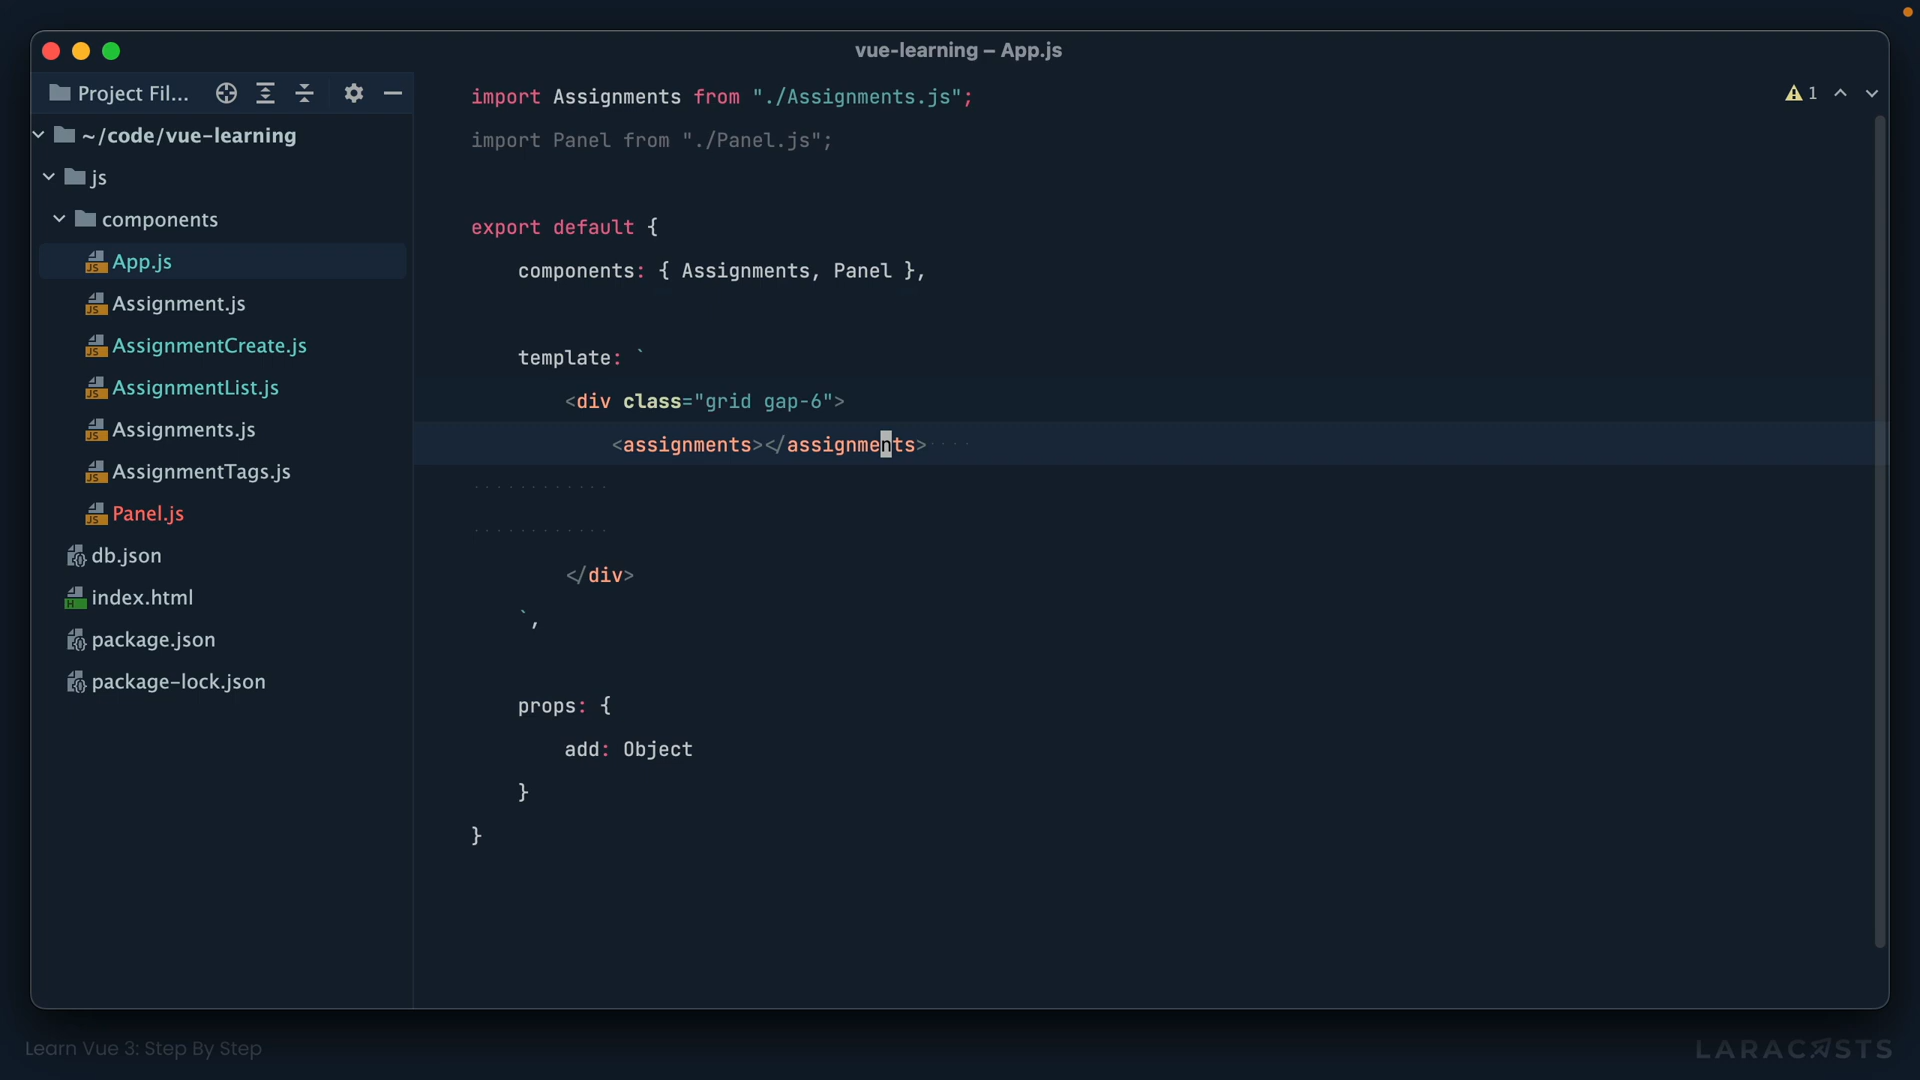 vue-learning – App.js
Project Fil...
~/code/vue-learning
js
components
App.js
Assignment.js
AssignmentCreate.js
AssignmentList.js
Assignments.js
AssignmentTags.js
Panel.js
db.json
index.html
package.json
package-lock.json
import Assignments from "./Assignments.js";
import Panel from "./Panel.js";
export default {
components: { Assignments, Panel },
template: `
<div class="grid gap-6">
<assignments></assignments>
</div>
`,
props: {
add: Object
}
}
1
Learn Vue 3: Step By Step
LARACASTS